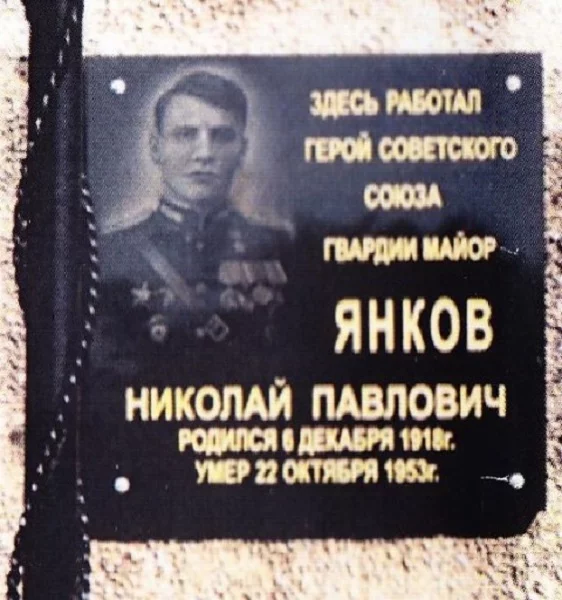 ЗДЕСЬ РАБОТАЛ
ГЕРОЙ СОВЕТСКОГО
СОЮЗА
ГВАРДИИ МАЙОР
ЯНКОВ
НИКОЛАЙ ПАВЛОВИЧ
РОДИЛСЯ 6 ДЕКАБРЯ 1918г.
УМЕР 22 ОКТЯБРЯ 1953г.